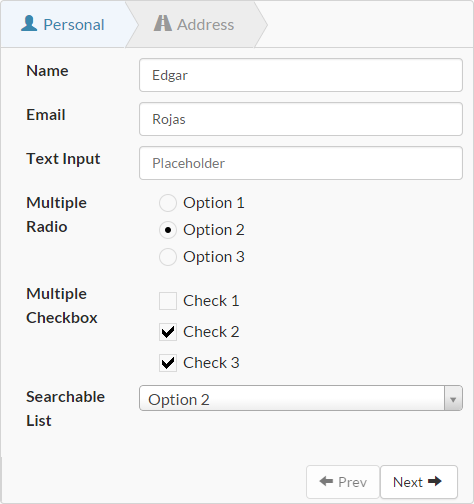 Personal Address
Name Edgar
Email Rojas
Text Input Placeholder
Multiple Radio
Option 1
Option 2
Option 3
Multiple Checkbox
Check 1
Check 2
Check 3
Searchable List
Option 2
Prev Next